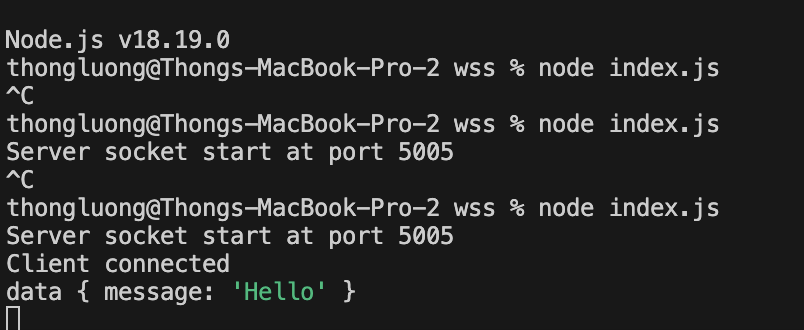 Node.js v18.19.0
thongluong@Thongs-MacBook-Pro-2 wss % node index.js
^C
thongluong@Thongs-MacBook-Pro-2 wss % node index.js
Server socket start at port 5005
^C
thongluong@Thongs-MacBook-Pro-2 wss % node index.js
Server socket start at port 5005
Client connected
data { message: 'Hello' }